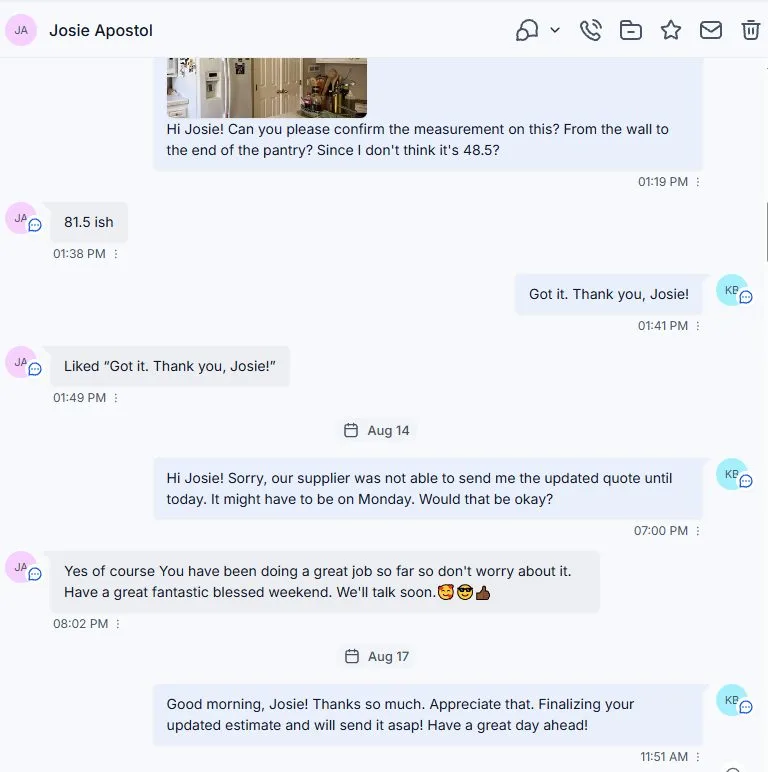 JA
Josie Apostol
Hi Josie! Can you please confirm the measurement on this? From the wall to
the end of the pantry? Since I don't think it's 48.5?
01:19 PM
JA
81.5 ish
01:38 PM
Got it. Thank you, Josie!
KB
01:41 PM
JA
Liked “Got it. Thank you, Josie!”
01:49 PM
Aug 14
Hi Josie! Sorry, our supplier was not able to send me the updated quote until
today. It might have to be on Monday. Would that be okay?
KB
07:00 PM
JA
Yes of course You have been doing a great job so far so don't worry about it.
Have a great fantastic blessed weekend. We'll talk soon.🥰😎👍🏾
08:02 PM
Aug 17
Good morning, Josie! Thanks so much. Appreciate that. Finalizing your
updated estimate and will send it asap! Have a great day ahead!
KB
11:51 AM